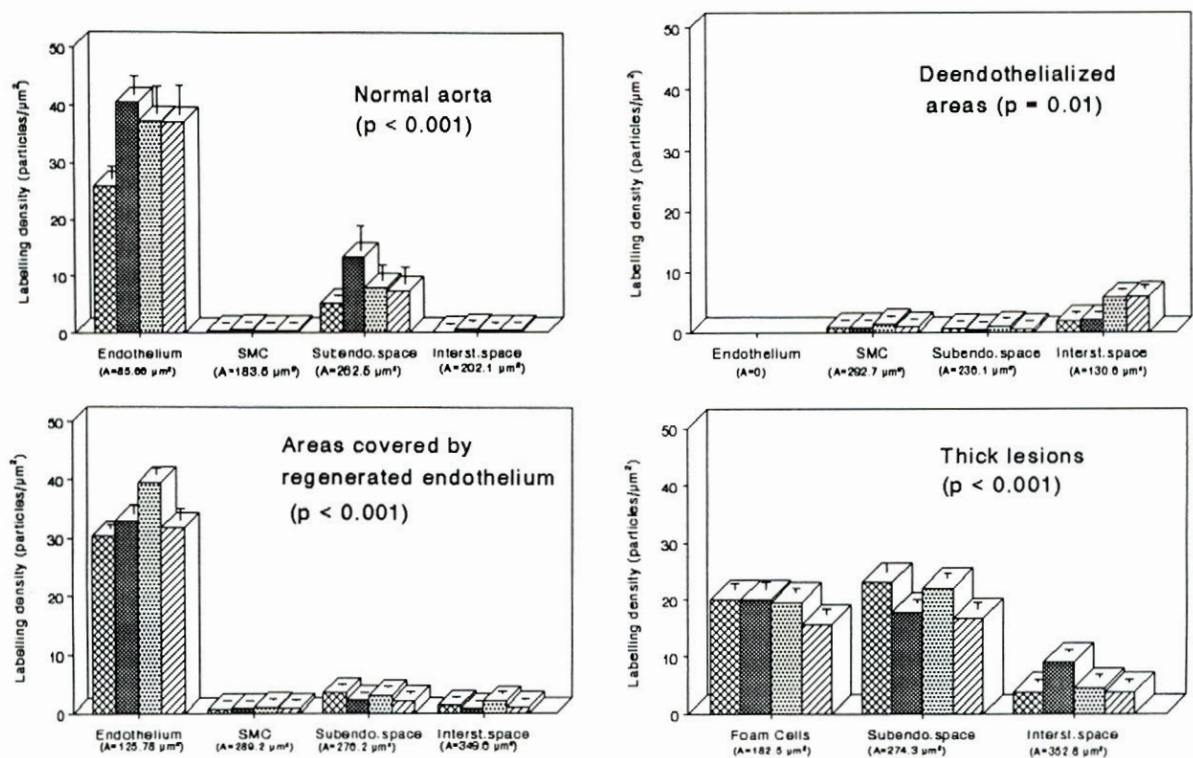 Labelling density (particles/µm²)
50
40
30
20
10
0
Normal aorta
(p < 0.001)
Endothelium
(A=85.66 µm²)
SMC
(A=183.6 µm²)
Subendo.space
(A=262.5 µm²)
Interst.space
(A=202.1 µm²)
Labelling density (particles/µm²)
50
40
30
20
10
0
Deendothelialized
areas (p = 0.01)
Endothelium
(A=0)
SMC
(A=292.7 µm²)
Subendo.space
(A=236.1 µm²)
Interst.space
(A=130.6 µm²)
Labelling density (particles/µm²)
50
40
30
20
10
0
Areas covered by
regenerated endothelium
(p < 0.001)
Endothelium
(A=125.78 µm²)
SMC
(A=289.2 µm²)
Subendo.space
(A=276.2 µm²)
Interst.space
(A=349.6 µm²)
Labelling density (particles/µm²)
50
40
30
20
10
0
Thick lesions
(p < 0.001)
Foam Cells
(A=182.5 µm²)
Subendo.space
(A=274.3 µm²)
Interst.space
(A=352.8 µm²)